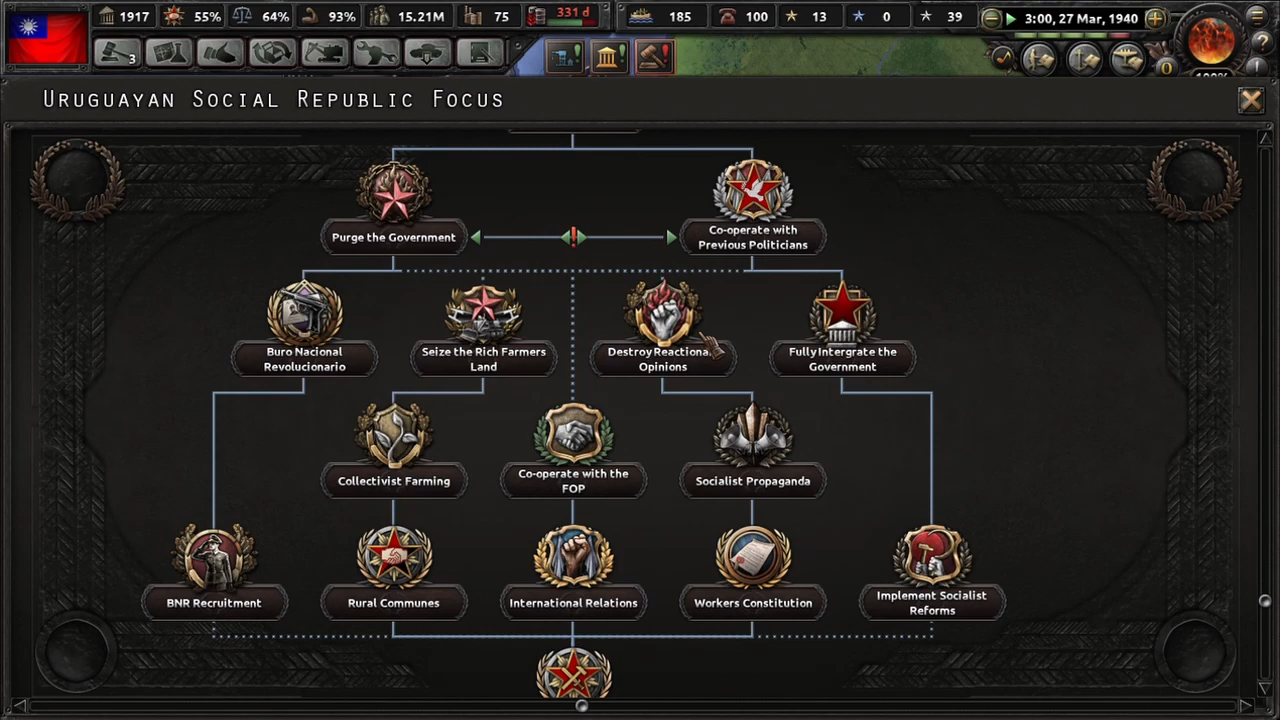 1917 55% 64% 93% 15.21M 75 331 d 185 100 13 0 39 3:00, 27 Mar, 1940
3
0
Uruguayan Social Republic Focus
Purge the Government
Co-operate with
Previous Politicians
Buro Nacional
Revolucionario
Seize the Rich Farmers
Land
Destroy Reactiona
Opinions
Fully Intergrate the
Government
Collectivist Farming
Co-operate with the
FOP
Socialist Propaganda
BNR Recruitment
Rural Communes
International Relations
Workers Constitution
Implement Socialist
Reforms